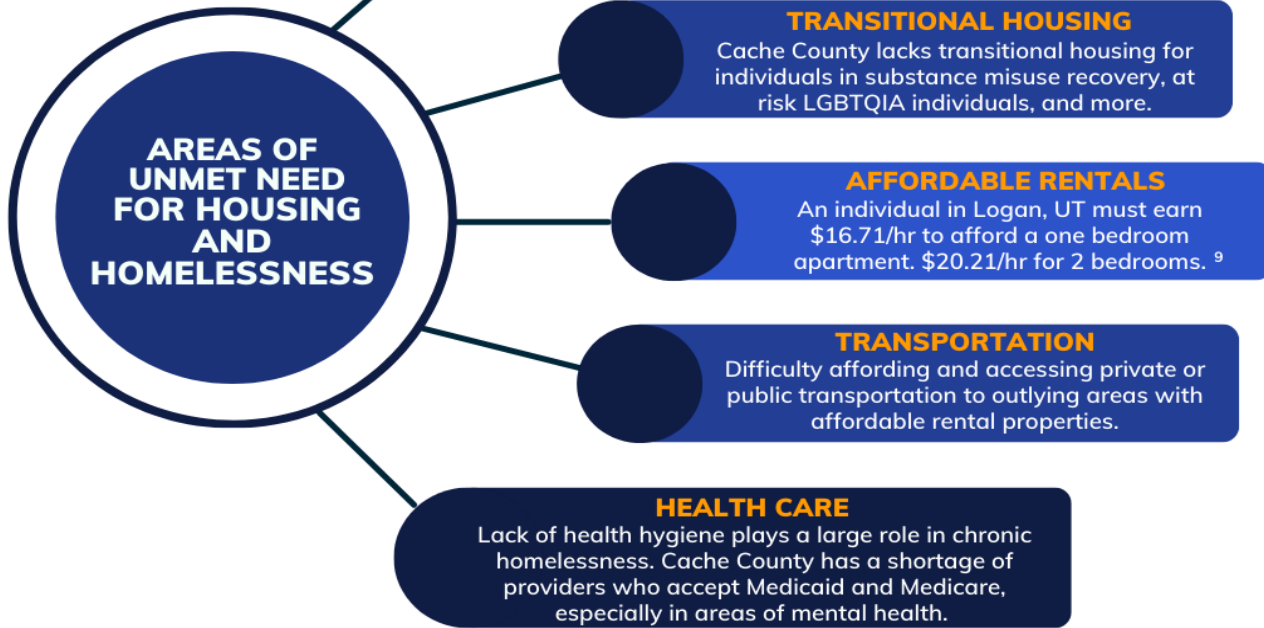 AREAS OF
UNMET NEED
FOR HOUSING
AND
HOMELESSNESS
TRANSITIONAL HOUSING
Cache County lacks transitional housing for
individuals in substance misuse recovery, at
risk LGBTQIA individuals, and more.
AFFORDABLE RENTALS
An individual in Logan, UT must earn
$16.71/hr to afford a one bedroom
apartment. $20.21/hr for 2 bedrooms. ⁹
TRANSPORTATION
Difficulty affording and accessing private or
public transportation to outlying areas with
affordable rental properties.
HEALTH CARE
Lack of health hygiene plays a large role in chronic
homelessness. Cache County has a shortage of
providers who accept Medicaid and Medicare,
especially in areas of mental health.